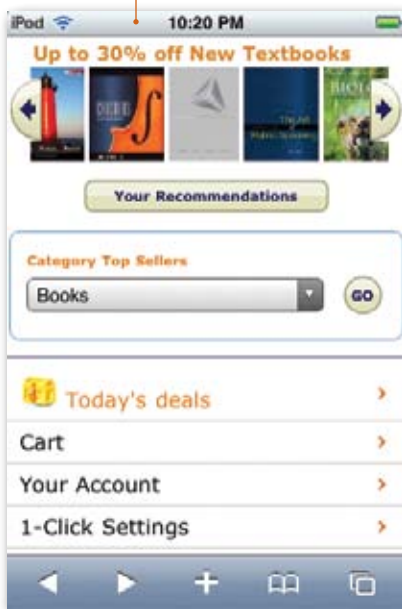 iPod 10:20 PM
Up to 30% off New Textbooks
Your Recommendations
Category Top Sellers
Books GO
Today's deals
Cart
Your Account
1-Click Settings